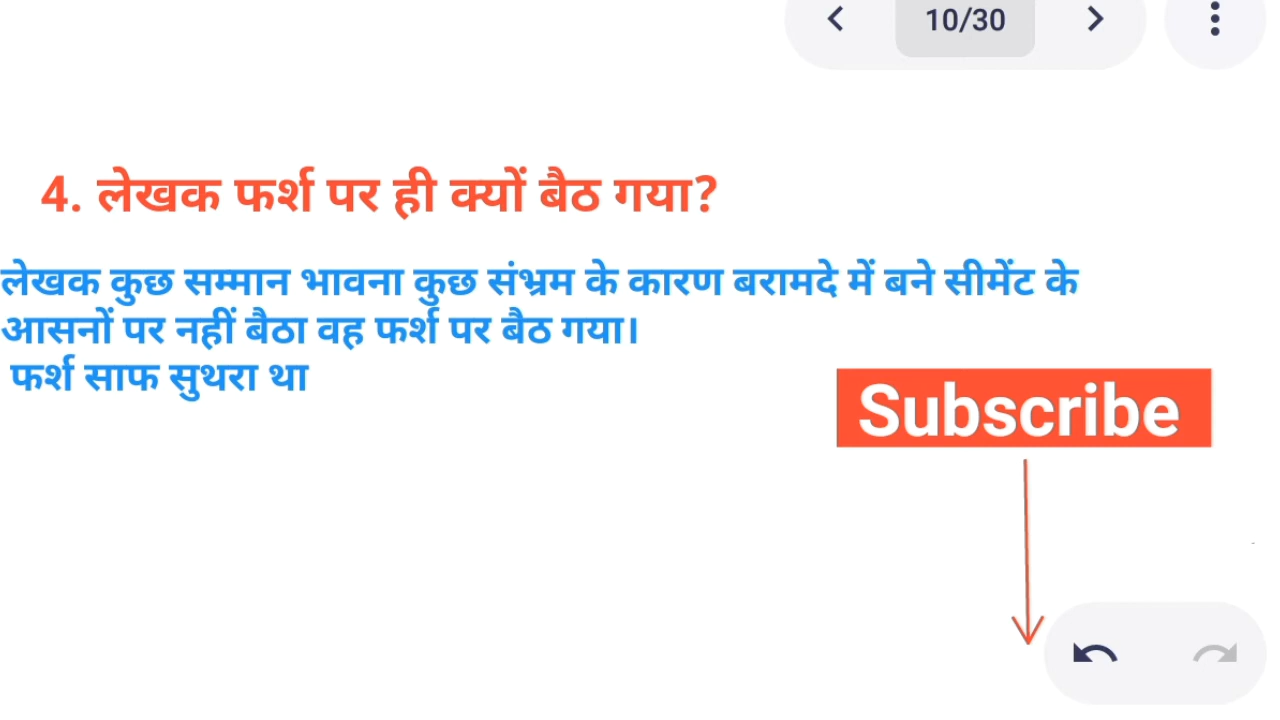 10/30
4. लेखक फर्श पर ही क्यों बैठ गया?
लेखक कुछ सम्मान भावना कुछ संभ्रम के कारण बरामदे में बने सीमेंट के
आसनों पर नहीं बैठा वह फर्श पर बैठ गया।
फर्श साफ सुथरा था
Subscribe